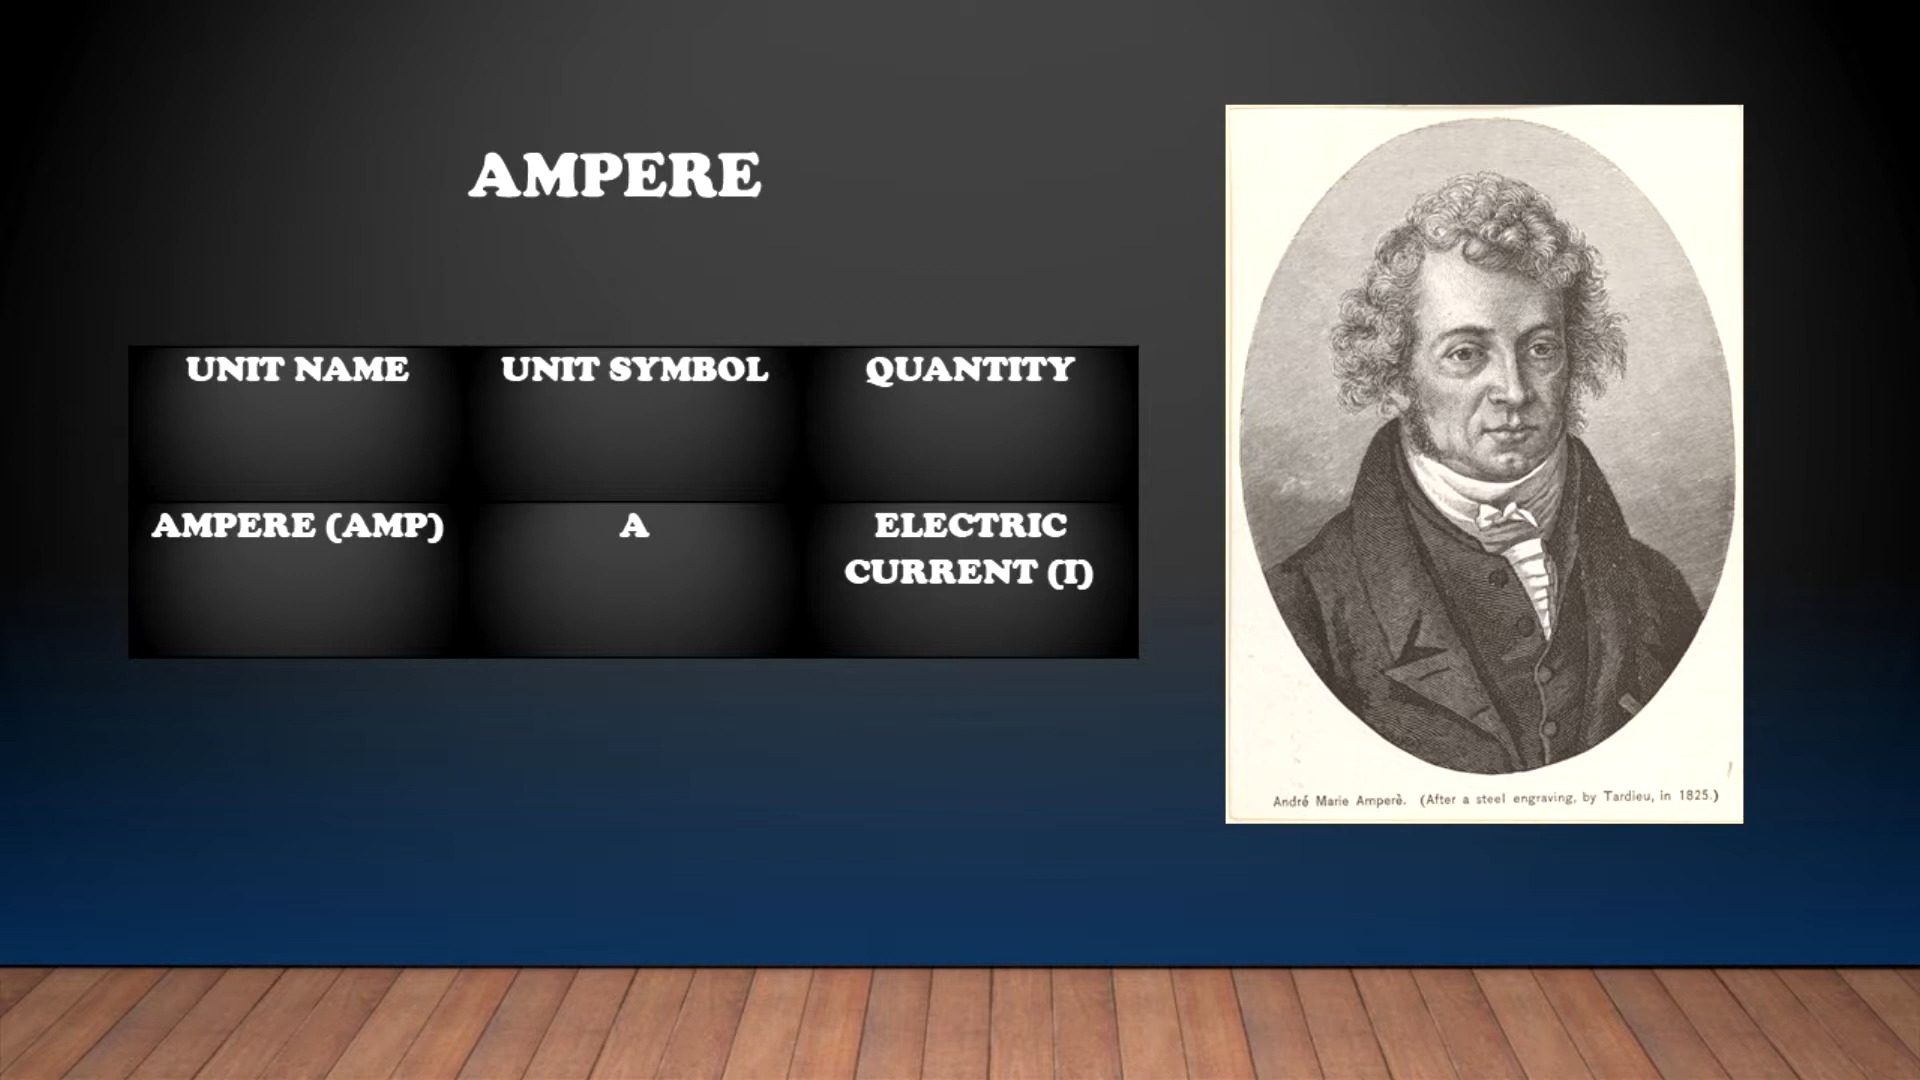 AMPERE
UNIT NAME UNIT SYMBOL QUANTITY
AMPERE (AMP) A ELECTRIC
CURRENT (I)
André Marie Amperè. (After a steel engraving, by Tardieu, in 1825.)